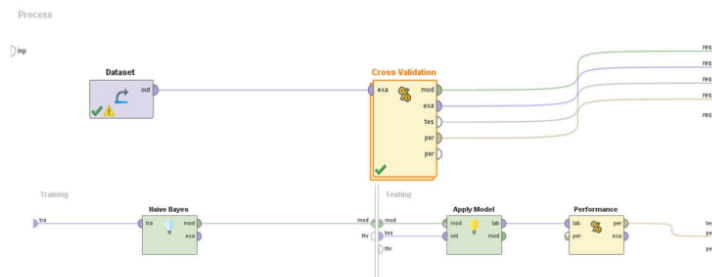 Process
inp
res
Dataset
Cross Validation
res
out
exa
mod
res
exa
tes
res
per
res
per
Training
Testing
Naive Bayes
Apply Model
Performance
tra
tra
mod
mod
mod
mod
lab
lab
per
tes
exa
thr
tes
unl
mod
per
exa
pe
thr
pe